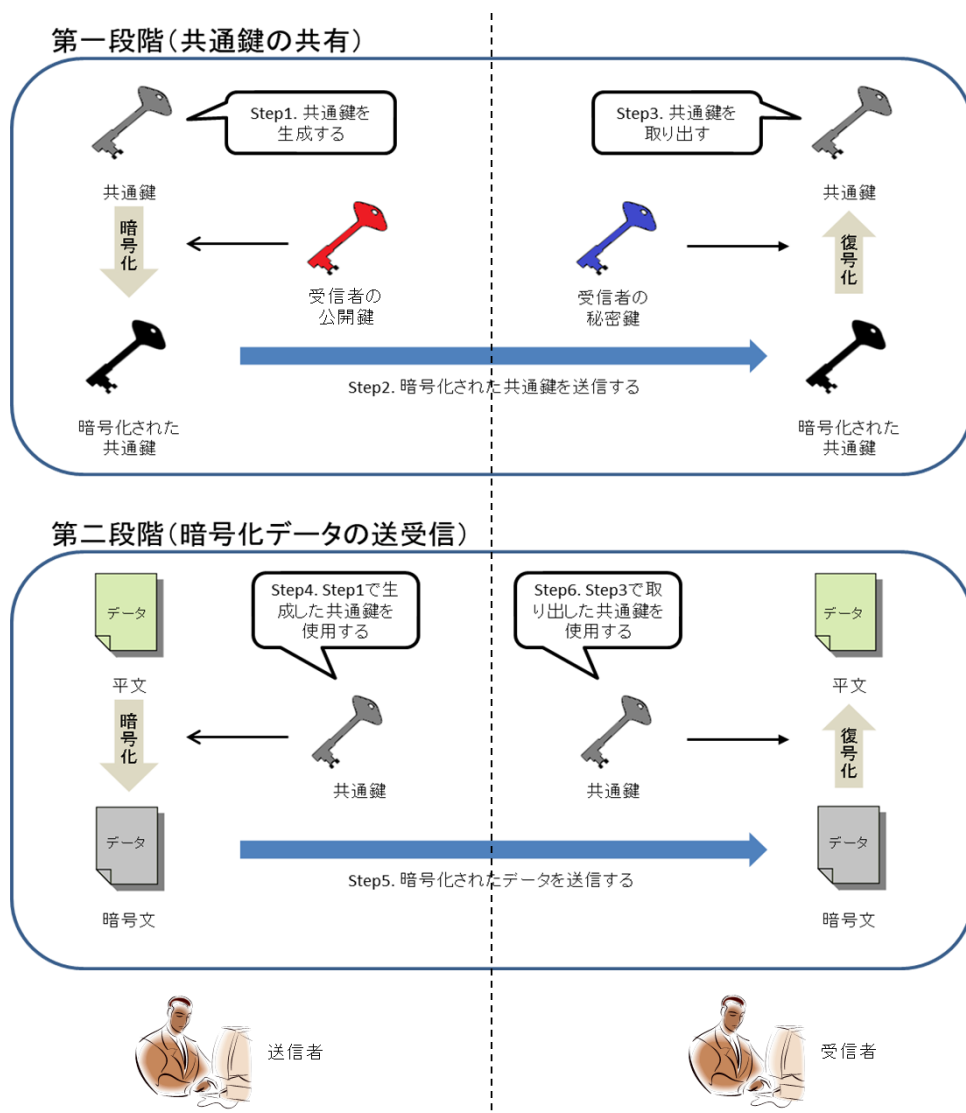 第一段階(共通鍵の共有)
Step1. 共通鍵を
生成する
Step3. 共通鍵を
取り出す
共通鍵
共通鍵
暗号化
復号化
受信者の
公開鍵
受信者の
秘密鍵
Step2. 暗号化された共通鍵を送信する
暗号化された
共通鍵
暗号化された
共通鍵
第二段階(暗号化データの送受信)
データ
Step4. Step1で生
成した共通鍵を
使用する
Step6. Step3で取
り出した共通鍵を
使用する
データ
平文
平文
暗号化
復号化
共通鍵
共通鍵
データ
データ
Step5. 暗号化されたデータを送信する
暗号文
暗号文
送信者
受信者